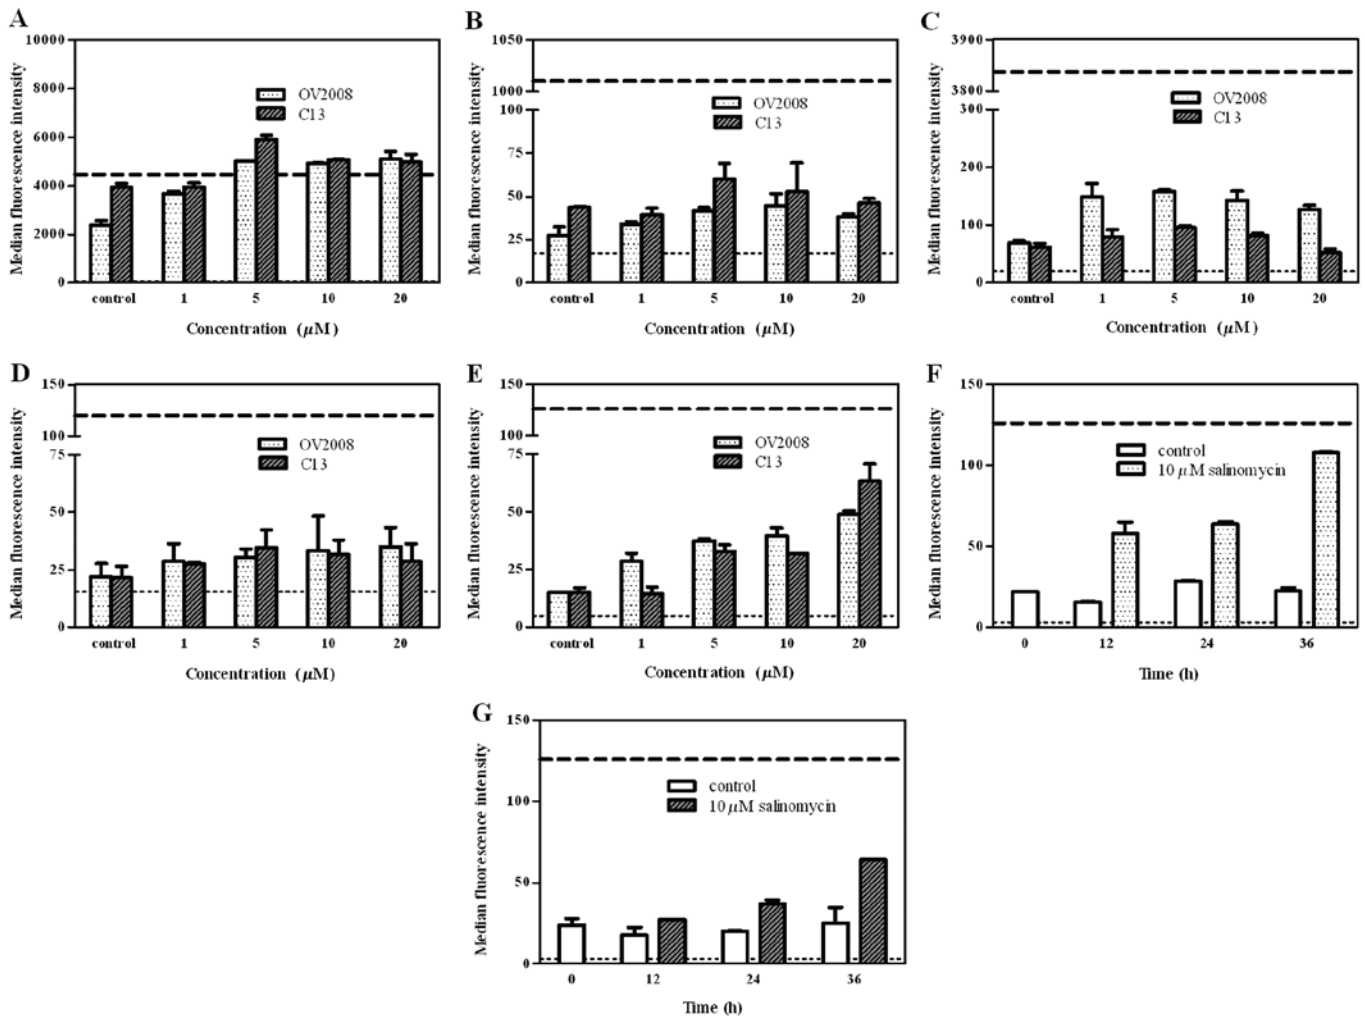 A
Median fluorescence intensity
10000
8000
6000
4000
2000
0
OV2008
C13
control 1 5 10 20
Concentration (µM)
B
Median fluorescence intensity
1050
1000
100
75
50
25
0
OV2008
C13
control 1 5 10 20
Concentration (µM)
C
Median fluorescence intensity
3900
3800
300
200
100
0
OV2008
C13
control 1 5 10 20
Concentration (µM)
D
Median fluorescence intensity
150
100
75
50
25
0
OV2008
C13
control 1 5 10 20
Concentration (µM)
E
Median fluorescence intensity
150
100
75
50
25
0
OV2008
C13
control 1 5 10 20
Concentration (µM)
F
Median fluorescence intensity
150
100
50
0
control
10 µM salinomycin
0 12 24 36
Time (h)
G
Median fluorescence intensity
150
100
50
0
control
10 µM salinomycin
0 12 24 36
Time (h)